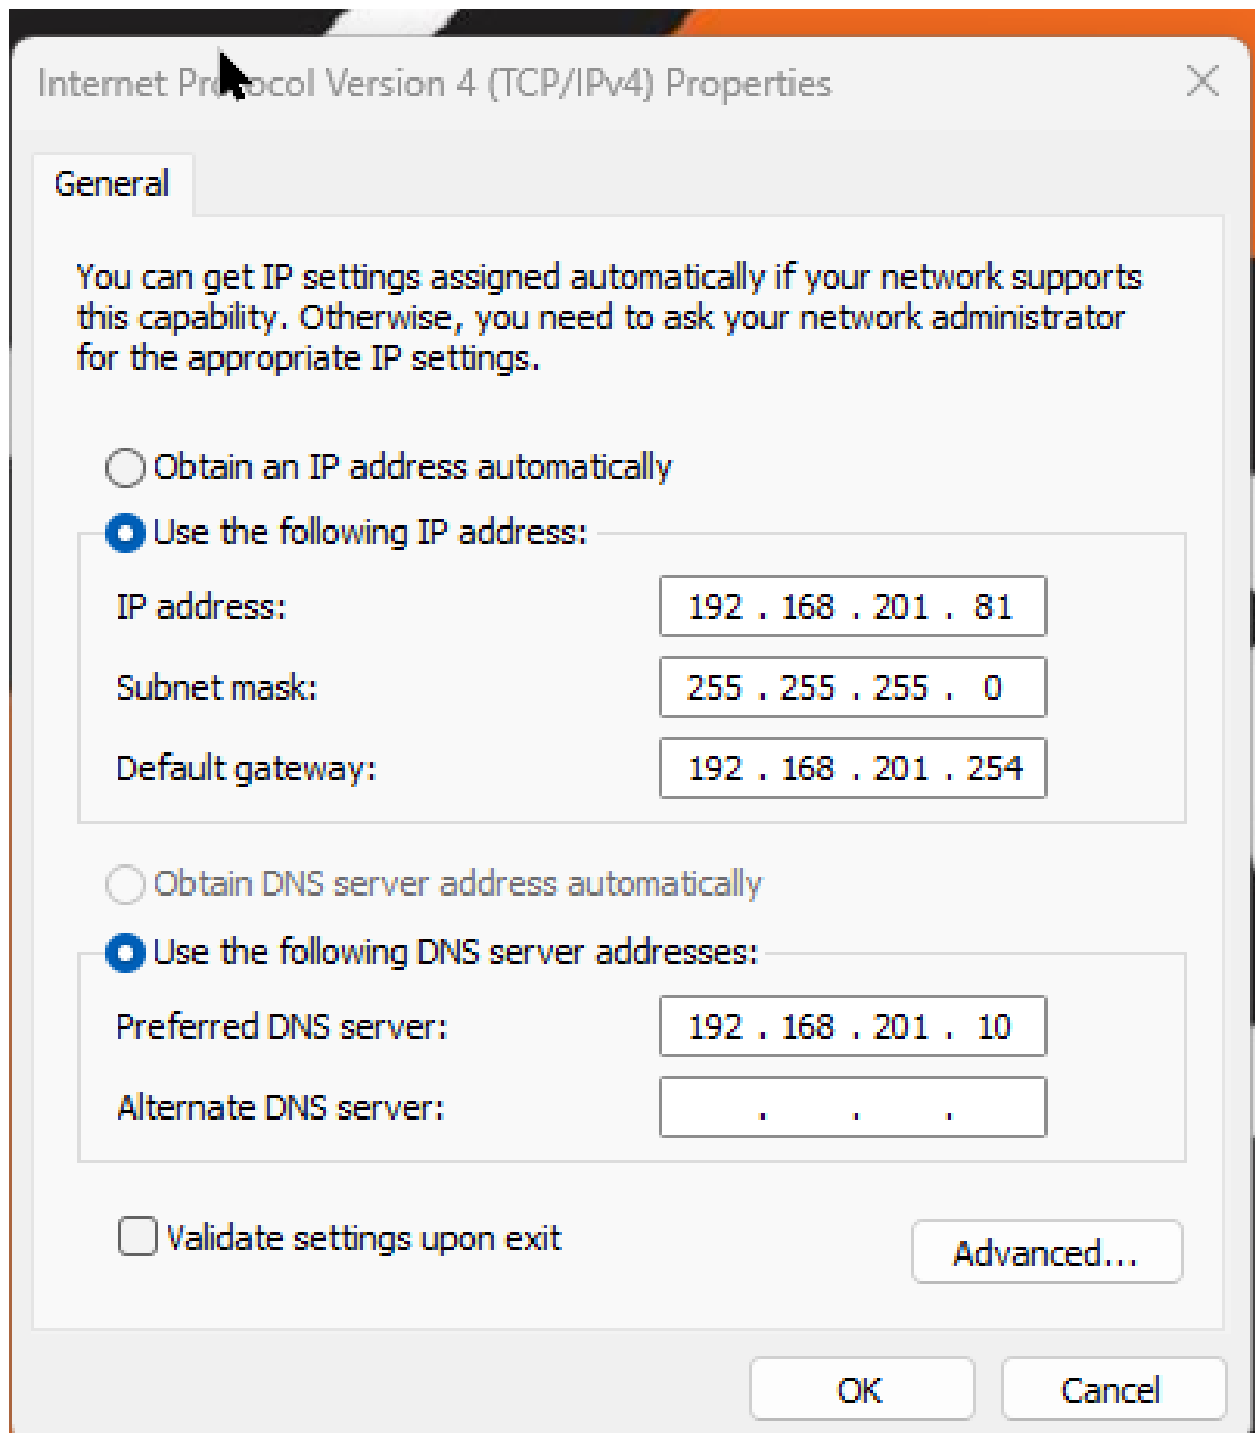 Internet Protocol Version 4 (TCP/IPv4) Properties
General
You can get IP settings assigned automatically if your network supports
this capability. Otherwise, you need to ask your network administrator
for the appropriate IP settings.
Obtain an IP address automatically
Use the following IP address:
IP address: 192 . 168 . 201 . 81
Subnet mask: 255 . 255 . 255 . 0
Default gateway: 192 . 168 . 201 . 254
Obtain DNS server address automatically
Use the following DNS server addresses:
Preferred DNS server: 192 . 168 . 201 . 10
Alternate DNS server: . . .
Validate settings upon exit
Advanced...
OK Cancel